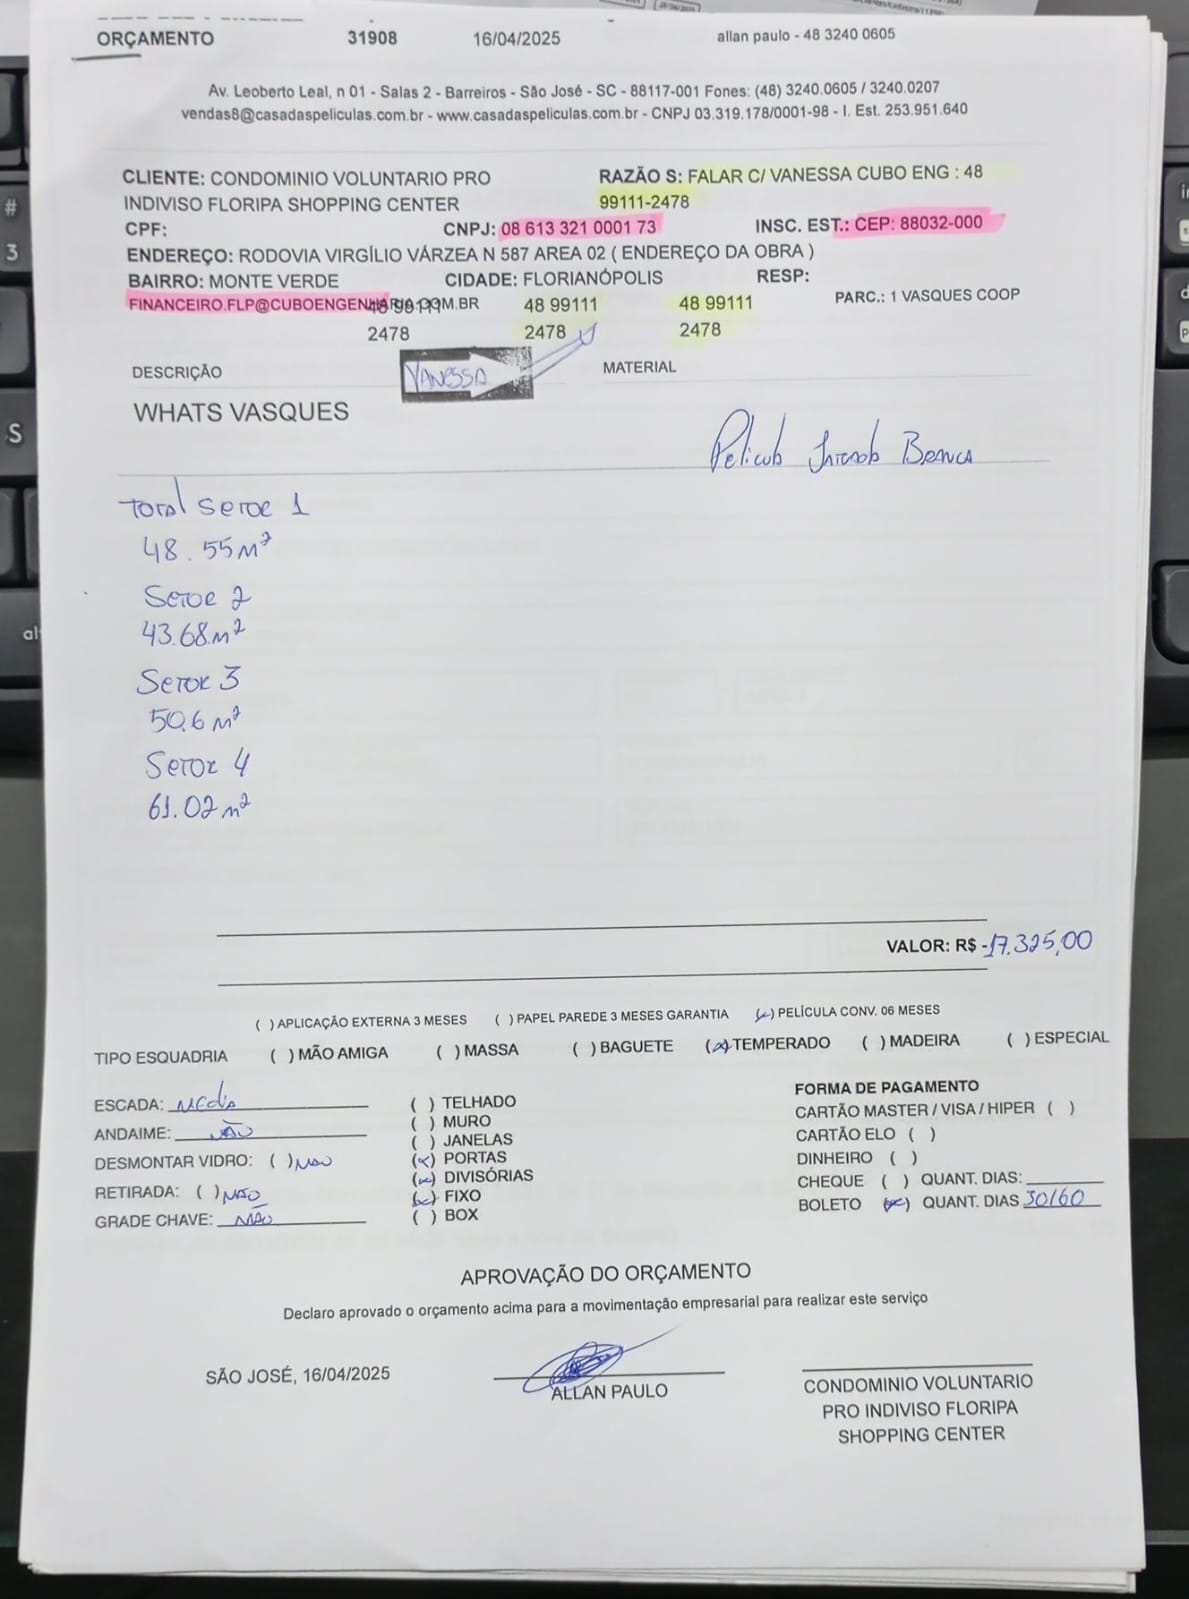 ORÇAMENTO 31908 16/04/2025 allan paulo - 48 3240 0605
Av. Leoberto Leal, n 01 - Salas 2 - Barreiros - São José - SC - 88117-001 Fones: (48) 3240.0605 / 3240.0207
vendas8@casadaspeliculas.com.br - www.casadaspeliculas.com.br - CNPJ 03.319.178/0001-98 - I. Est. 253.951.640
CLIENTE: CONDOMINIO VOLUNTARIO PRO RAZÃO S: FALAR C/ VANESSA CUBO ENG : 48
INDIVISO FLORIPA SHOPPING CENTER 99111-2478
CPF: CNPJ: 08 613 321 0001 73 INSC. EST.: CEP: 88032-000
ENDEREÇO: RODOVIA VIRGÍLIO VÁRZEA N 587 AREA 02 ( ENDEREÇO DA OBRA )
BAIRRO: MONTE VERDE CIDADE: FLORIANÓPOLIS RESP:
FINANCEIRO.FLP@CUBOENGENHARIA.COM.BR 48 99111 48 99111 PARC.: 1 VASQUES COOP
2478 2478 2478
DESCRIÇÃO VANESSA MATERIAL
WHATS VASQUES
Branca
Total Setor 1
48.55m²
Setor 2
43.68m²
Setor 3
50,6m²
Setor 4
61.02m²
VALOR: R$ -17.325,00
( ) APLICAÇÃO EXTERNA 3 MESES ( ) PAPEL PAREDE 3 MESES GARANTIA (x) PELÍCULA CONV. 06 MESES
TIPO ESQUADRIA ( ) MÃO AMIGA ( ) MASSA ( ) BAGUETE (x) TEMPERADO ( ) MADEIRA ( ) ESPECIAL
ESCADA: Media ( ) TELHADO FORMA DE PAGAMENTO
( ) MURO CARTÃO MASTER / VISA / HIPER ( )
ANDAIME: NÃO ( ) JANELAS CARTÃO ELO ( )
DESMONTAR VIDRO: ( ) NÃO (x) PORTAS DINHEIRO ( )
(x) DIVISÓRIAS CHEQUE ( ) QUANT. DIAS:
RETIRADA: ( ) NÃO (x) FIXO BOLETO (x) QUANT. DIAS 30/60
GRADE CHAVE: NÃO ( ) BOX
APROVAÇÃO DO ORÇAMENTO
Declaro aprovado o orçamento acima para a movimentação empresarial para realizar este serviço
SÃO JOSÉ, 16/04/2025
ALLAN PAULO
CONDOMINIO VOLUNTARIO
PRO INDIVISO FLORIPA
SHOPPING CENTER